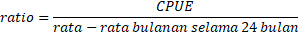 ratio = CPUE / rata − rata bulanan selama 24 bulan